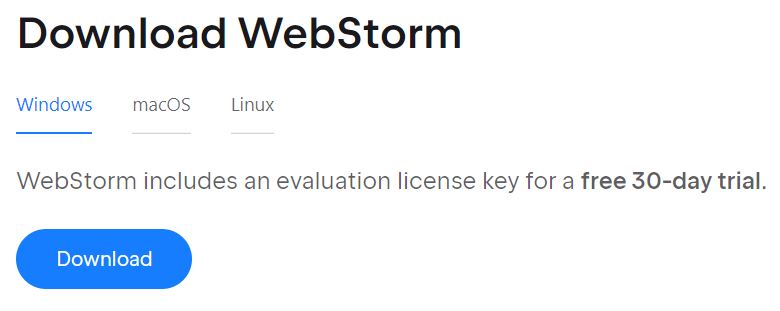 Download WebStorm
Windows macOS Linux
WebStorm includes an evaluation license key for a free 30-day trial.
Download